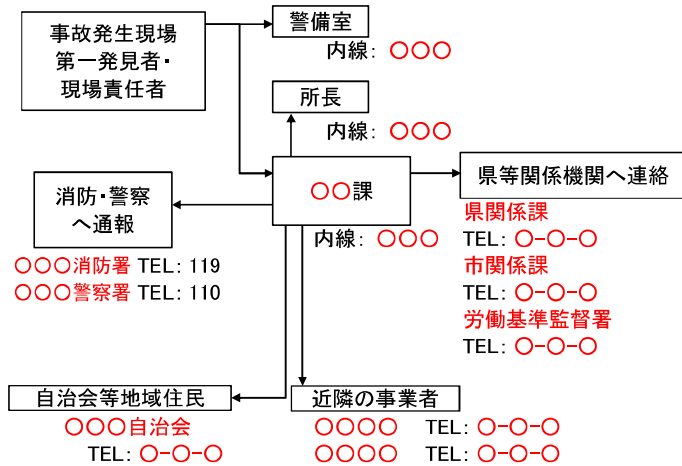 事故発生現場
第一発見者・
現場責任者
警備室
内線: 〇〇〇
所長
内線: 〇〇〇
〇〇課
内線: 〇〇〇
消防・警察
へ通報
〇〇〇消防署 TEL: 119
〇〇〇警察署 TEL: 110
県等関係機関へ連絡
県関係課
TEL: 〇-〇-〇
市関係課
TEL: 〇-〇-〇
労働基準監督署
TEL: 〇-〇-〇
自治会等地域住民
〇〇〇自治会
TEL: 〇-〇-〇
近隣の事業者
〇〇〇〇 TEL: 〇-〇-〇
〇〇〇〇 TEL: 〇-〇-〇